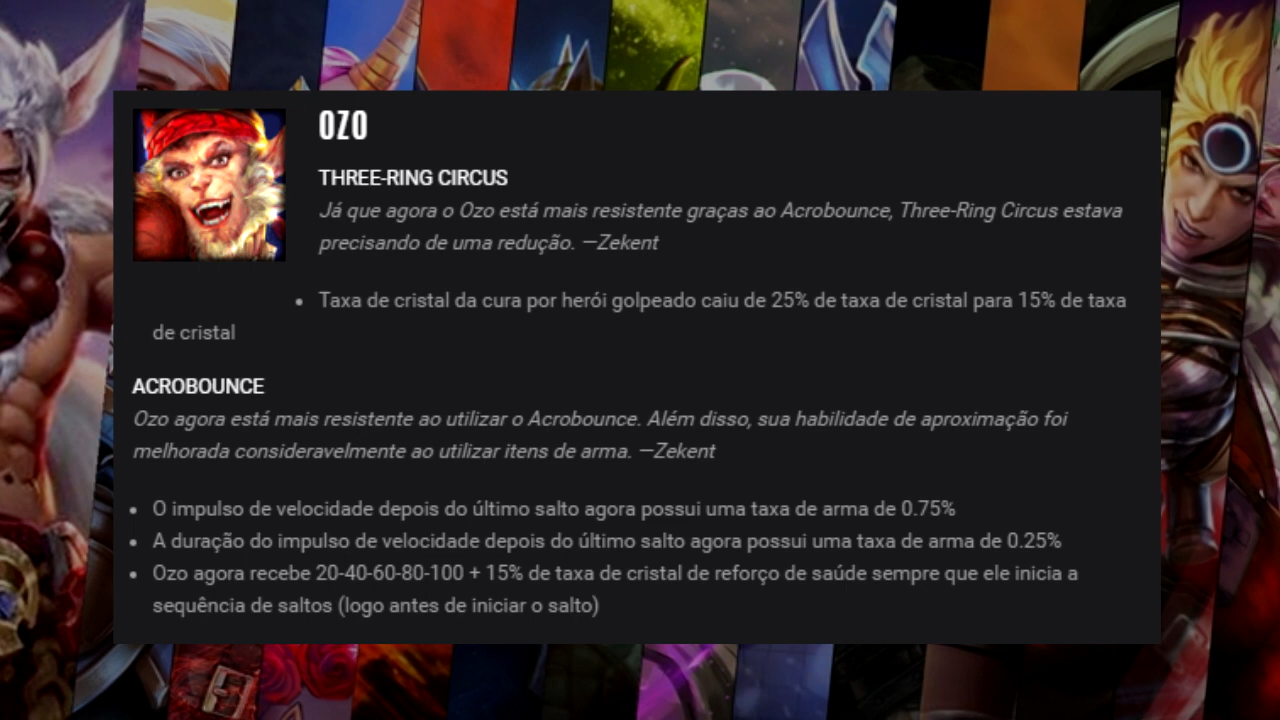 OZO
THREE-RING CIRCUS
Já que agora o Ozo está mais resistente graças ao Acrobounce, Three-Ring Circus estava
precisando de uma redução. —Zekent
• Taxa de cristal da cura por herói golpeado caiu de 25% de taxa de cristal para 15% de taxa
de cristal
ACROBOUNCE
Ozo agora está mais resistente ao utilizar o Acrobounce. Além disso, sua habilidade de aproximação foi
melhorada consideravelmente ao utilizar itens de arma. —Zekent
• O impulso de velocidade depois do último salto agora possui uma taxa de arma de 0.75%
• A duração do impulso de velocidade depois do último salto agora possui uma taxa de arma de 0.25%
• Ozo agora recebe 20-40-60-80-100 + 15% de taxa de cristal de reforço de saúde sempre que ele inicia a
sequência de saltos (logo antes de iniciar o salto)